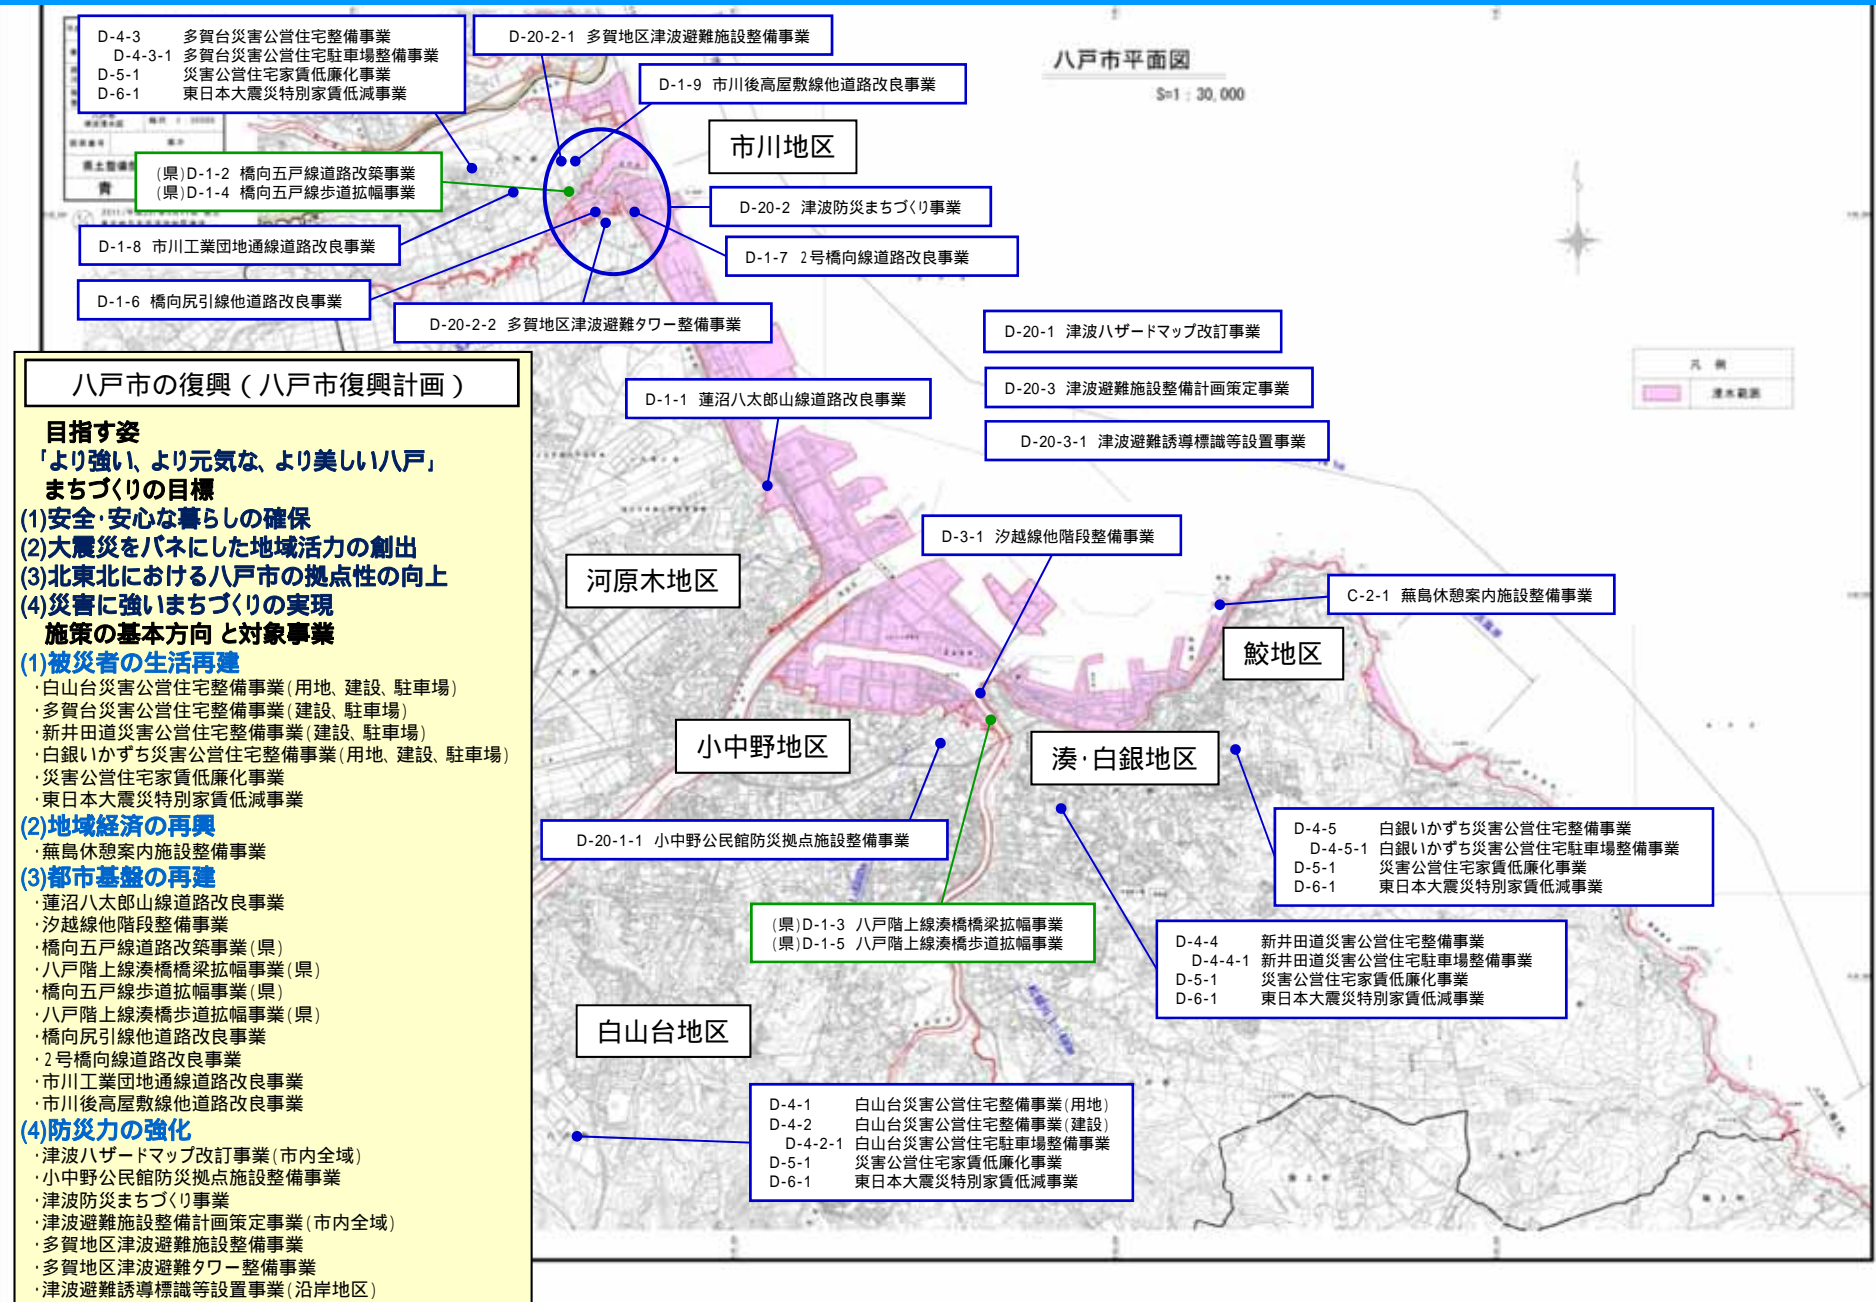 D-4-3 多賀台災害公営住宅整備事業
D-4-3-1 多賀台災害公営住宅駐車場整備事業
D-5-1 災害公営住宅家賃低廉化事業
D-6-1 東日本大震災特別家賃低減事業
D-20-2-1 多賀地区津波避難施設整備事業
D-1-9 市川後高屋敷線他道路改良事業
八戸市平面図
S=1:30,000
市川地区
(県)D-1-2 橋向五戸線道路改築事業
(県)D-1-4 橋向五戸線歩道拡幅事業
D-20-2 津波防災まちづくり事業
D-1-8 市川工業団地通線道路改良事業
D-1-7 2号橋向線道路改良事業
D-1-6 橋向尻引線他道路改良事業
D-20-2-2 多賀地区津波避難タワー整備事業
D-20-1 津波ハザードマップ改訂事業
D-20-3 津波避難施設整備計画策定事業
D-20-3-1 津波避難誘導標識等設置事業
凡例
浸水範囲
D-1-1 蓮沼八太郎山線道路改良事業
D-3-1 汐越線他階段整備事業
河原木地区
C-2-1 蕪島休憩案内施設整備事業
鮫地区
小中野地区
湊・白銀地区
D-20-1-1 小中野公民館防災拠点施設整備事業
D-4-5 白銀いかずち災害公営住宅整備事業
D-4-5-1 白銀いかずち災害公営住宅駐車場整備事業
D-5-1 災害公営住宅家賃低廉化事業
D-6-1 東日本大震災特別家賃低減事業
(県)D-1-3 八戸階上線湊橋橋梁拡幅事業
(県)D-1-5 八戸階上線湊橋歩道拡幅事業
D-4-4 新井田道災害公営住宅整備事業
D-4-4-1 新井田道災害公営住宅駐車場整備事業
D-5-1 災害公営住宅家賃低廉化事業
D-6-1 東日本大震災特別家賃低減事業
白山台地区
D-4-1 白山台災害公営住宅整備事業(用地)
D-4-2 白山台災害公営住宅整備事業(建設)
D-4-2-1 白山台災害公営住宅駐車場整備事業
D-5-1 災害公営住宅家賃低廉化事業
D-6-1 東日本大震災特別家賃低減事業
八戸市の復興(八戸市復興計画)
目指す姿
「より強い、より元気な、より美しい八戸」
まちづくりの目標
(1)安全・安心な暮らしの確保
(2)大震災をバネにした地域活力の創出
(3)北東北における八戸市の拠点性の向上
(4)災害に強いまちづくりの実現
施策の基本方向と対象事業
(1)被災者の生活再建
・白山台災害公営住宅整備事業(用地、建設、駐車場)
・多賀台災害公営住宅整備事業(建設、駐車場)
・新井田道災害公営住宅整備事業(建設、駐車場)
・白銀いかずち災害公営住宅整備事業(用地、建設、駐車場)
・災害公営住宅家賃低廉化事業
・東日本大震災特別家賃低減事業
(2)地域経済の再興
・蕪島休憩案内施設整備事業
(3)都市基盤の再建
・蓮沼八太郎山線道路改良事業
・汐越線他階段整備事業
・橋向五戸線道路改築事業(県)
・八戸階上線湊橋橋梁拡幅事業(県)
・橋向五戸線歩道拡幅事業(県)
・八戸階上線湊橋歩道拡幅事業(県)
・橋向尻引線他道路改良事業
・2号橋向線道路改良事業
・市川工業団地通線道路改良事業
・市川後高屋敷線他道路改良事業
(4)防災力の強化
・津波ハザードマップ改訂事業(市内全域)
・小中野公民館防災拠点施設整備事業
・津波防災まちづくり事業
・津波避難施設整備計画策定事業(市内全域)
・多賀地区津波避難施設整備事業
・多賀地区津波避難タワー整備事業
・津波避難誘導標識等設置事業(沿岸地区)